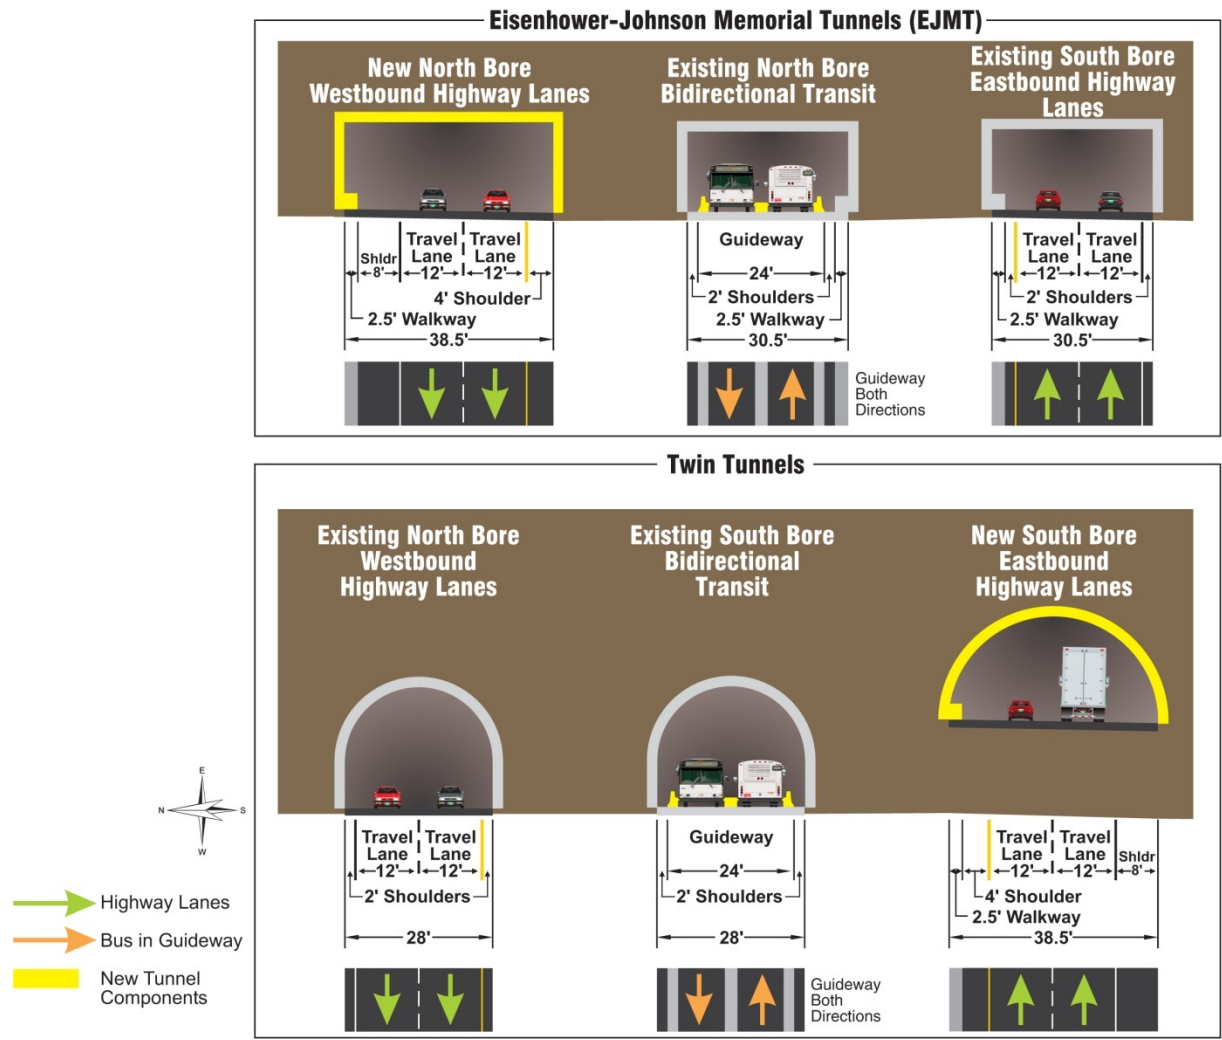 Eisenhower-Johnson Memorial Tunnels (EJMT)
New North Bore
Westbound Highway Lanes
Existing North Bore
Bidirectional Transit
Existing South Bore
Eastbound Highway
Lanes
Shldr
8'
Travel
Lane
12'
Travel
Lane
12'
4' Shoulder
2.5' Walkway
38.5'
Guideway
24'
2' Shoulders
2.5' Walkway
30.5'
Travel
Lane
12'
Travel
Lane
12'
2' Shoulders
2.5' Walkway
30.5'
Guideway
Both
Directions
Twin Tunnels
Existing North Bore
Westbound
Highway Lanes
Existing South Bore
Bidirectional
Transit
New South Bore
Eastbound
Highway Lanes
Travel
Lane
12'
Travel
Lane
12'
2' Shoulders
28'
Guideway
24'
2' Shoulders
28'
Travel
Lane
12'
Travel
Lane
12'
Shldr
8'
4' Shoulder
2.5' Walkway
38.5'
Guideway
Both
Directions
E
N
S
W
Highway Lanes
Bus in Guideway
New Tunnel
Components